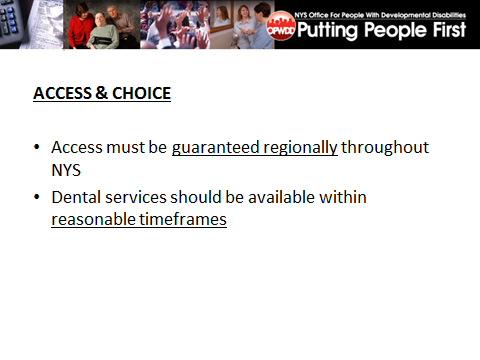 NYS Office For People With Developmental Disabilities
OPWDD
Putting People First
ACCESS & CHOICE
• Access must be guaranteed regionally throughout
NYS
• Dental services should be available within
reasonable timeframes